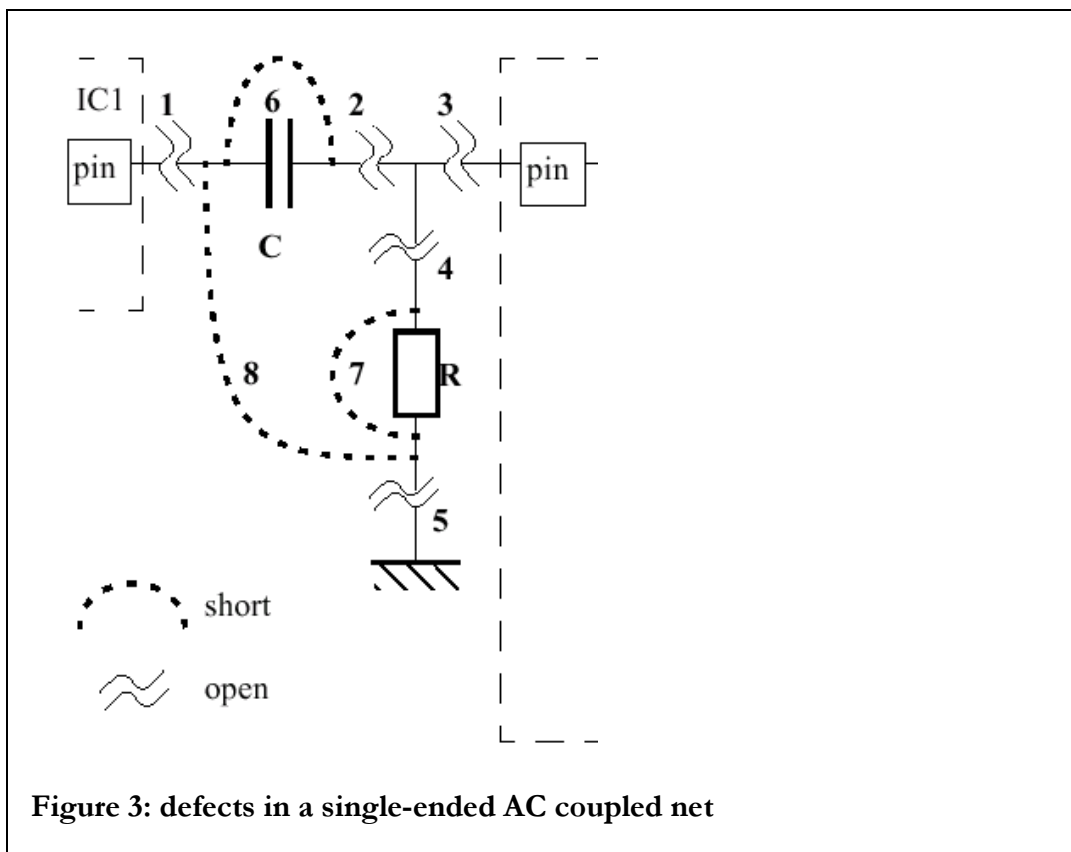 IC1
1
6
2
3
pin
pin
C
4
8
7
R
5
short
open
Figure 3: defects in a single-ended AC coupled net